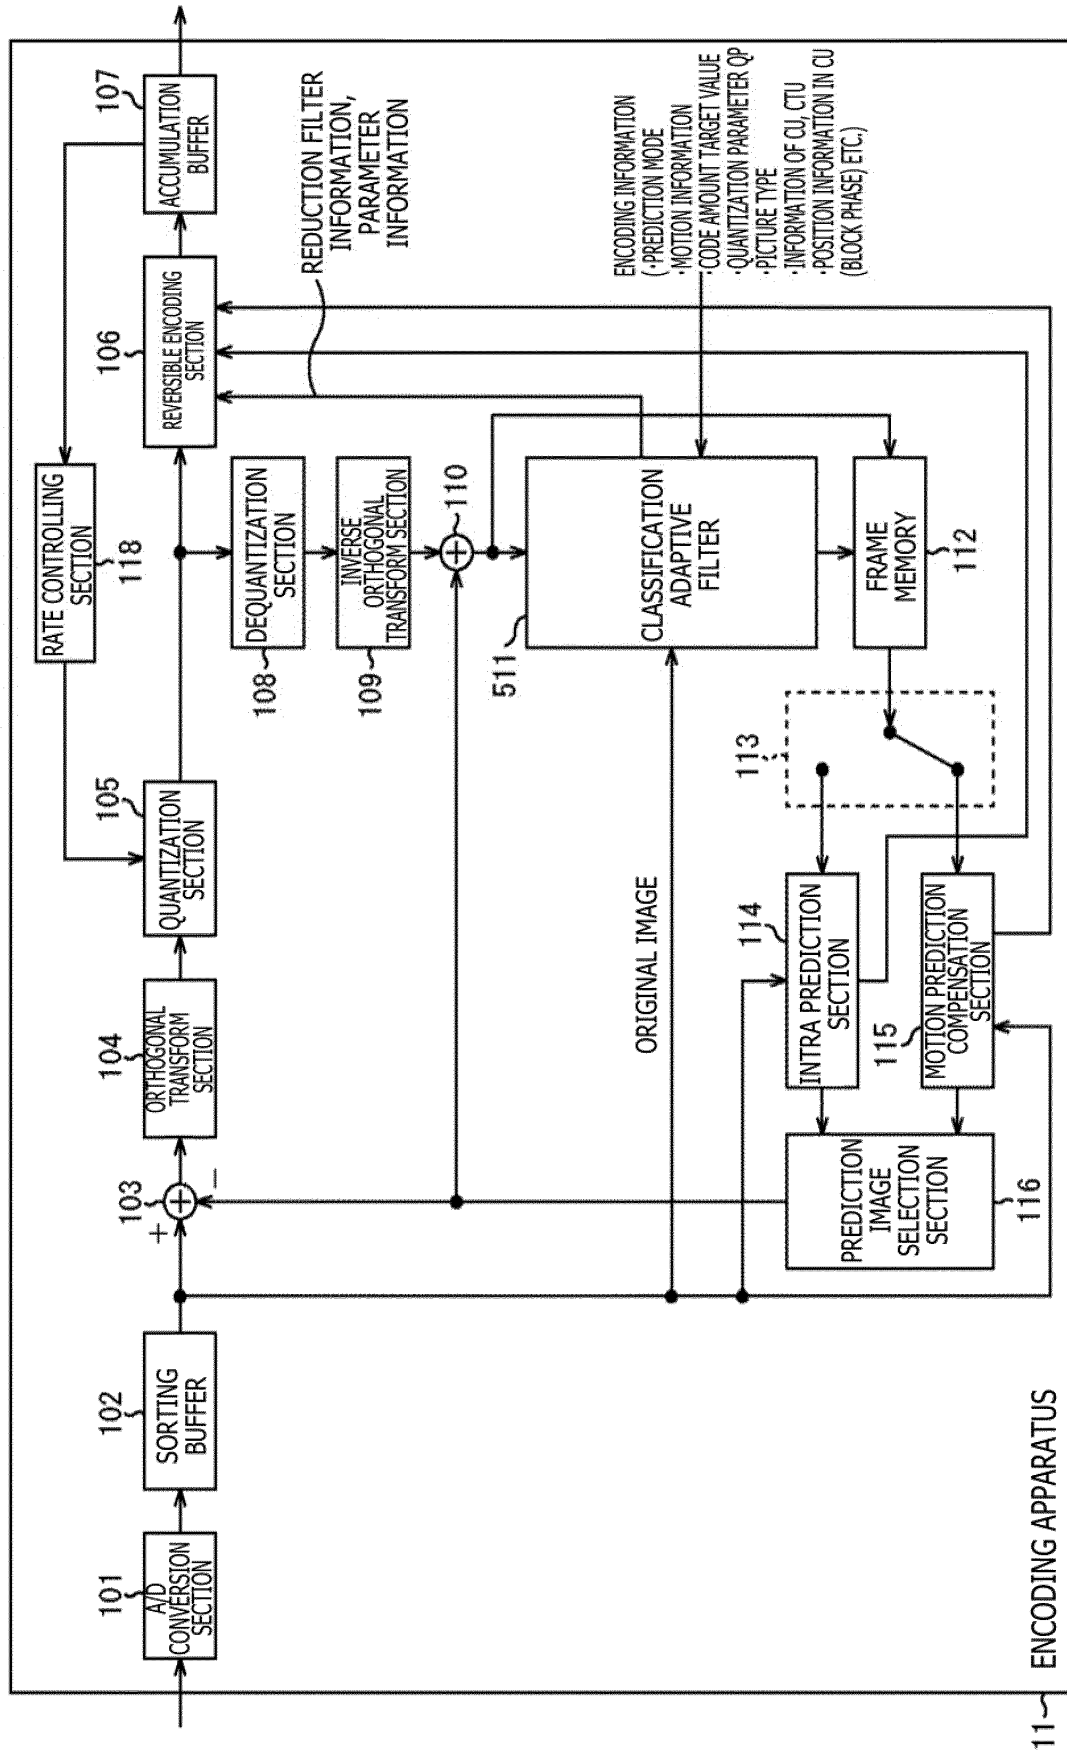 11
ENCODING APPARATUS
101
A/D
CONVERSION
SECTION
102
SORTING
BUFFER
103
+
−
104
ORTHOGONAL
TRANSFORM
SECTION
105
QUANTIZATION
SECTION
RATE CONTROLLING
SECTION
118
106
REVERSIBLE ENCODING
SECTION
107
ACCUMULATION
BUFFER
REDUCTION FILTER
INFORMATION,
PARAMETER
INFORMATION
108
DEQUANTIZATION
SECTION
109
INVERSE
ORTHOGONAL
TRANSFORM SECTION
110
511
CLASSIFICATION
ADAPTIVE
FILTER
ENCODING INFORMATION
(·PREDICTION MODE
·MOTION INFORMATION
·CODE AMOUNT TARGET VALUE
·QUANTIZATION PARAMETER QP
·PICTURE TYPE
·INFORMATION OF CU, CTU
·POSITION INFORMATION IN CU
(BLOCK PHASE) ETC.)
ORIGINAL IMAGE
FRAME
MEMORY
112
113
114
INTRA PREDICTION
SECTION
115
MOTION PREDICTION
COMPENSATION
SECTION
PREDICTION
IMAGE
SELECTION
SECTION
116